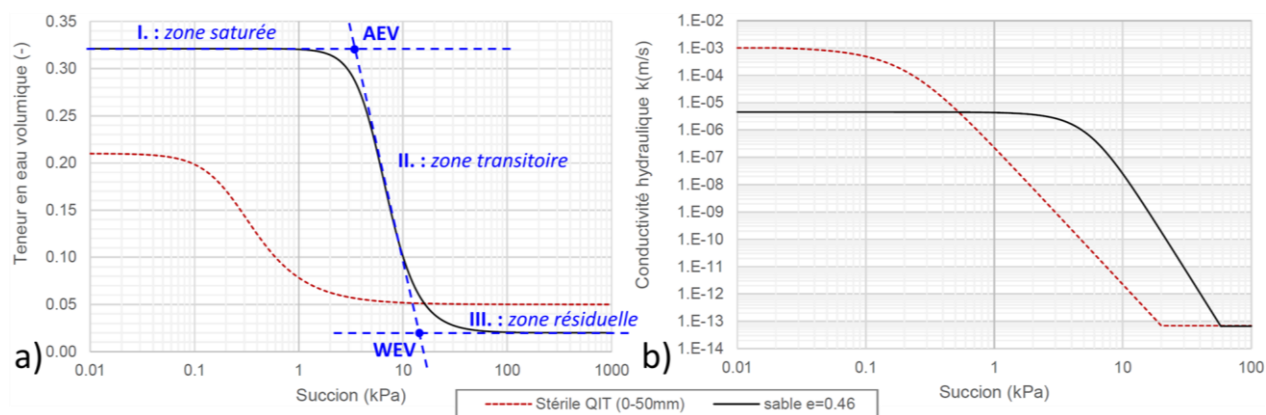 a)
Teneur en eau volumique (-)
0.35
0.30
0.25
0.20
0.15
0.10
0.05
0.00
I. : zone saturée
AEV
II. : zone transitoire
III. : zone résiduelle
WEV
0.01 0.1 1 10 100 1000
Succion (kPa)
b)
Conductivité hydraulique k(m/s)
1.E-02
1.E-03
1.E-04
1.E-05
1.E-06
1.E-07
1.E-08
1.E-09
1.E-10
1.E-11
1.E-12
1.E-13
1.E-14
0.01 0.1 1 10 100
Succion (kPa)
Stérile QIT (0-50mm) sable e=0.46